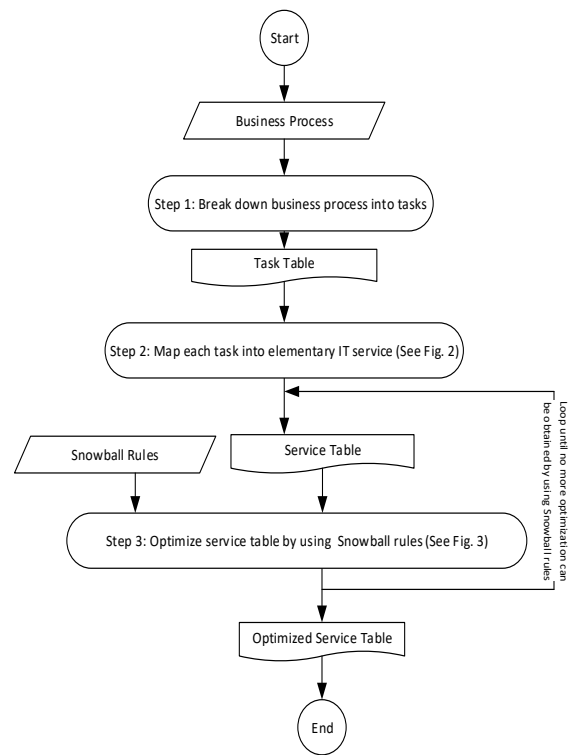 Start
Business Process
Step 1: Break down business process into tasks
Task Table
Step 2: Map each task into elementary IT service (See Fig. 2)
Loop until no more optimization can
be obtained by using Snowball rules
Snowball Rules
Service Table
Step 3: Optimize service table by using Snowball rules (See Fig. 3)
Optimized Service Table
End